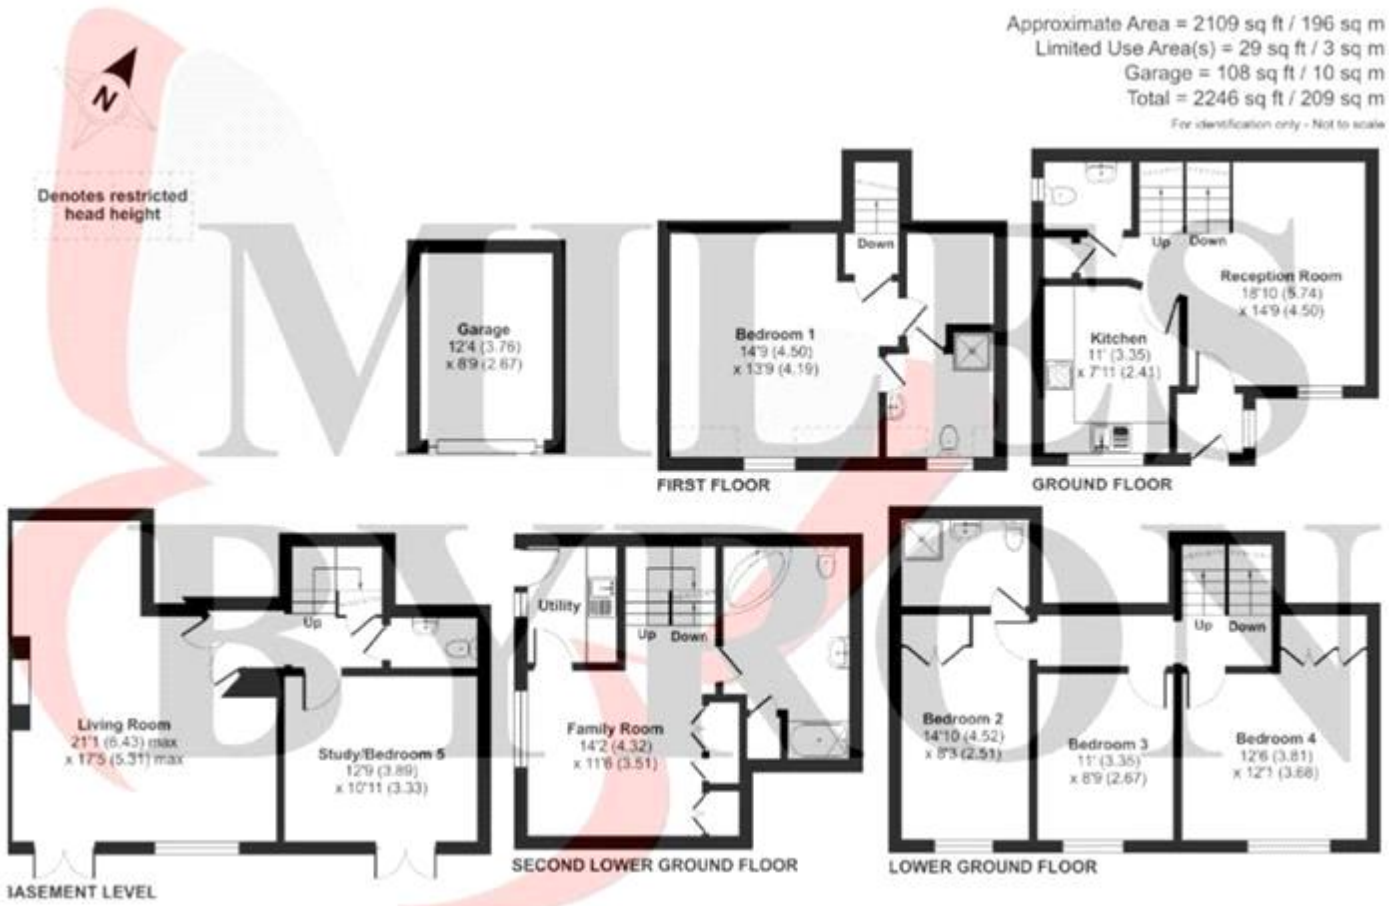 Approximate Area = 2109 sq ft / 196 sq m
Limited Use Area(s) = 29 sq ft / 3 sq m
Garage = 108 sq ft / 10 sq m
Total = 2246 sq ft / 209 sq m
For identification only - Not to scale
N
Denotes restricted
head height
MILES
BYRON
Garage
12'4 (3.76)
x 8'9 (2.67)
Down
Bedroom 1
14'9 (4.50)
x 13'9 (4.19)
FIRST FLOOR
Up
Down
Reception Room
18'10 (5.74)
x 14'9 (4.50)
Kitchen
11' (3.35)
x 7'11 (2.41)
GROUND FLOOR
Up
Living Room
21'1 (6.43) max
x 17'5 (5.31) max
Study/Bedroom 5
12'9 (3.89)
x 10'11 (3.33)
BASEMENT LEVEL
Utility
Up
Down
Family Room
14'2 (4.32)
x 11'6 (3.51)
SECOND LOWER GROUND FLOOR
Up
Down
Bedroom 2
14'10 (4.52)
x 8'3 (2.51)
Bedroom 3
11' (3.35)
x 8'9 (2.67)
Bedroom 4
12'6 (3.81)
x 12'1 (3.68)
LOWER GROUND FLOOR